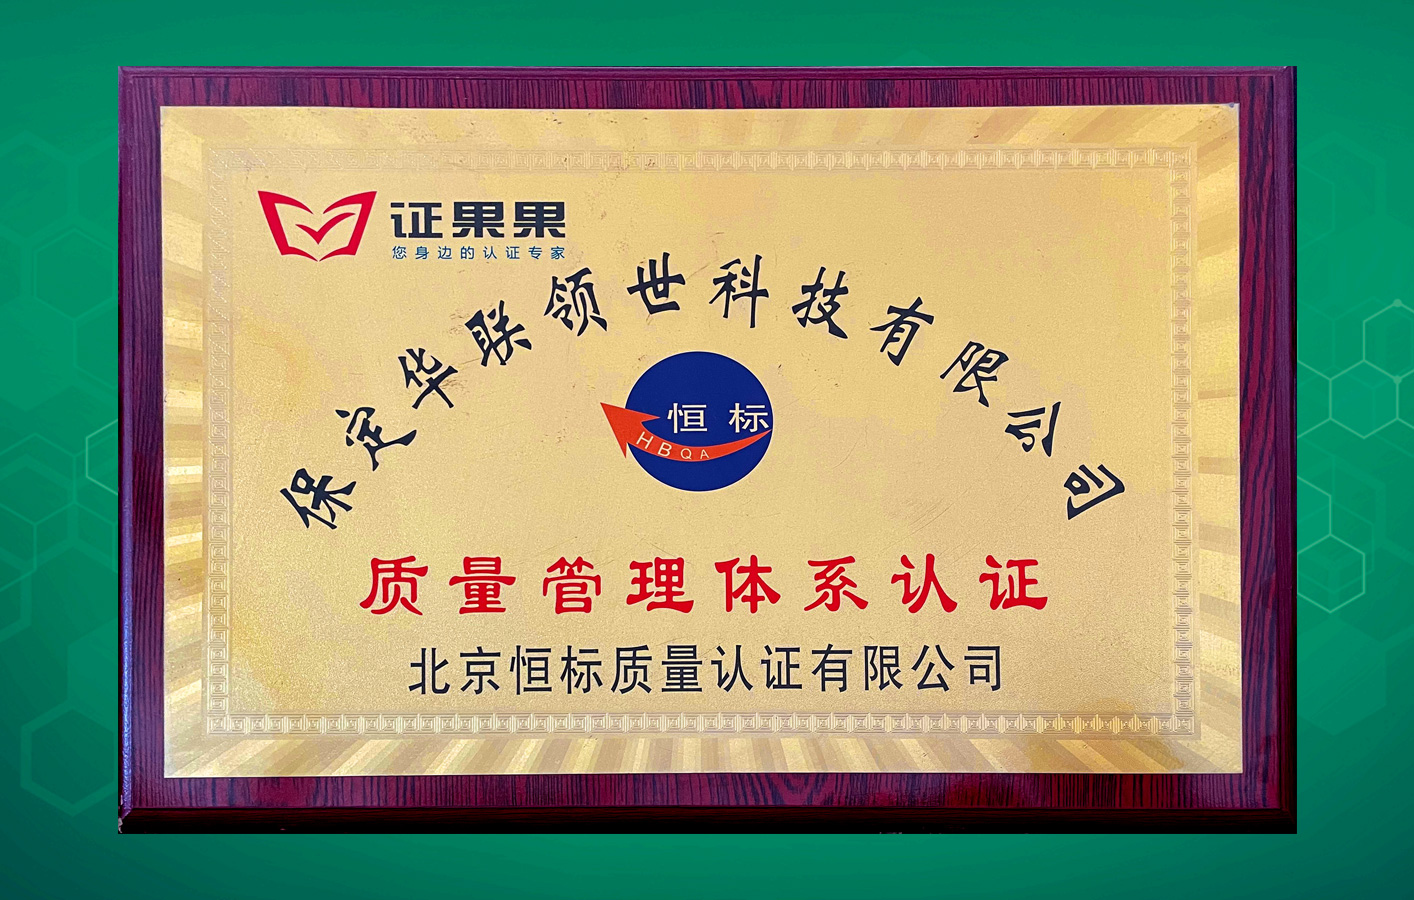 证果果
您身边的认证专家
保定华联领世科技有限公司
恒标
HBQA
质量管理体系认证
北京恒标质量认证有限公司